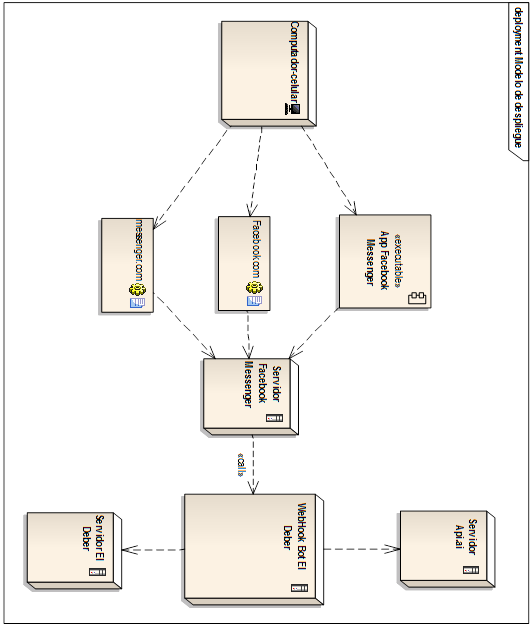 deployment Modelo de despliegue
Computador-celular
«executable»
App Facebook
Messenger
Facebook.com
messenger.com
Servidor
Facebook
Messenger
«call»
WebHook Bot El
Deber
Servidor
Api.ai
Servidor El
Deber